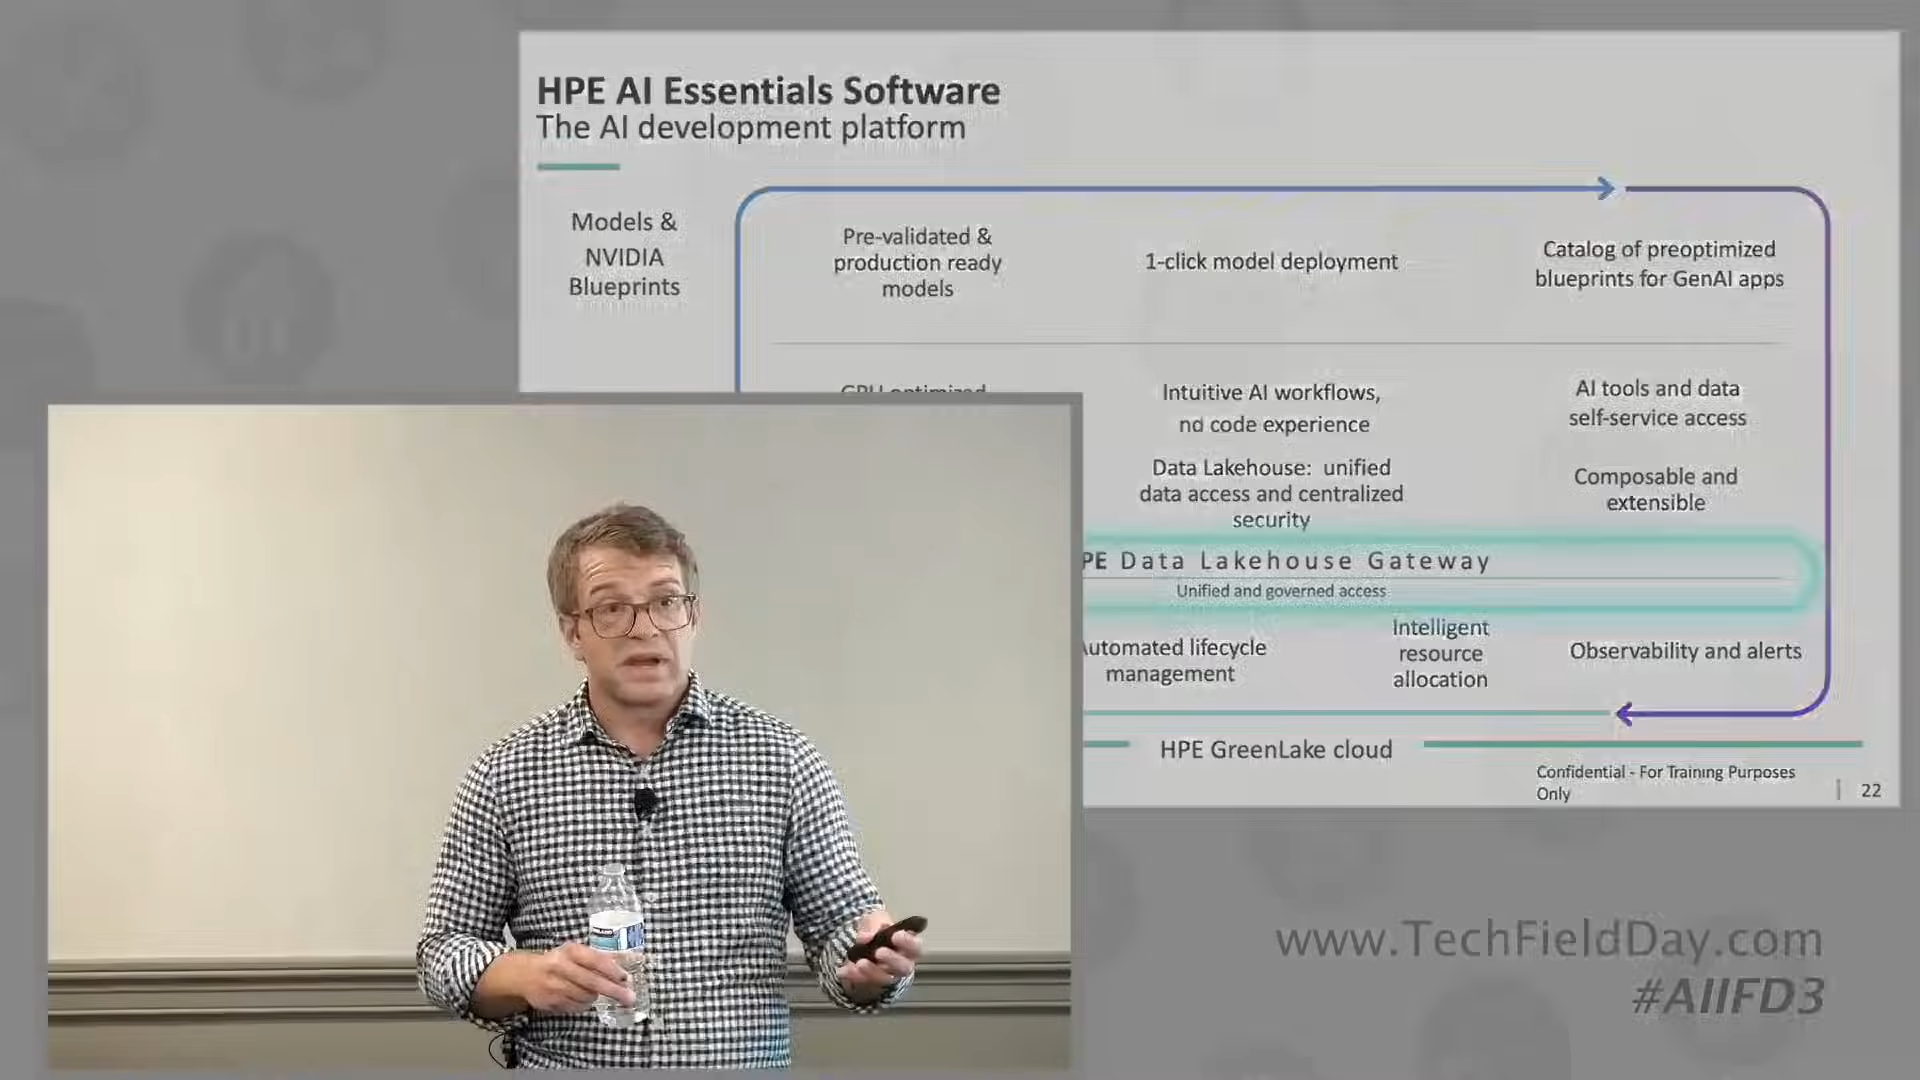 HPE AI Essentials Software
The AI development platform
Models &
NVIDIA
Blueprints
Pre-validated &
production ready
models
1-click model deployment
Catalog of preoptimized
blueprints for GenAI apps
GPU optimized
Intuitive AI workflows,
no code experience
AI tools and data
self-service access
Data Lakehouse: unified
data access and centralized
security
Composable and
extensible
PE Data Lakehouse Gateway
Unified and governed access
utomated lifecycle
management
Intelligent
resource
allocation
Observability and alerts
HPE GreenLake cloud
Confidential - For Training Purposes
Only
22
www.TechFieldDay.com
#AIIFD3